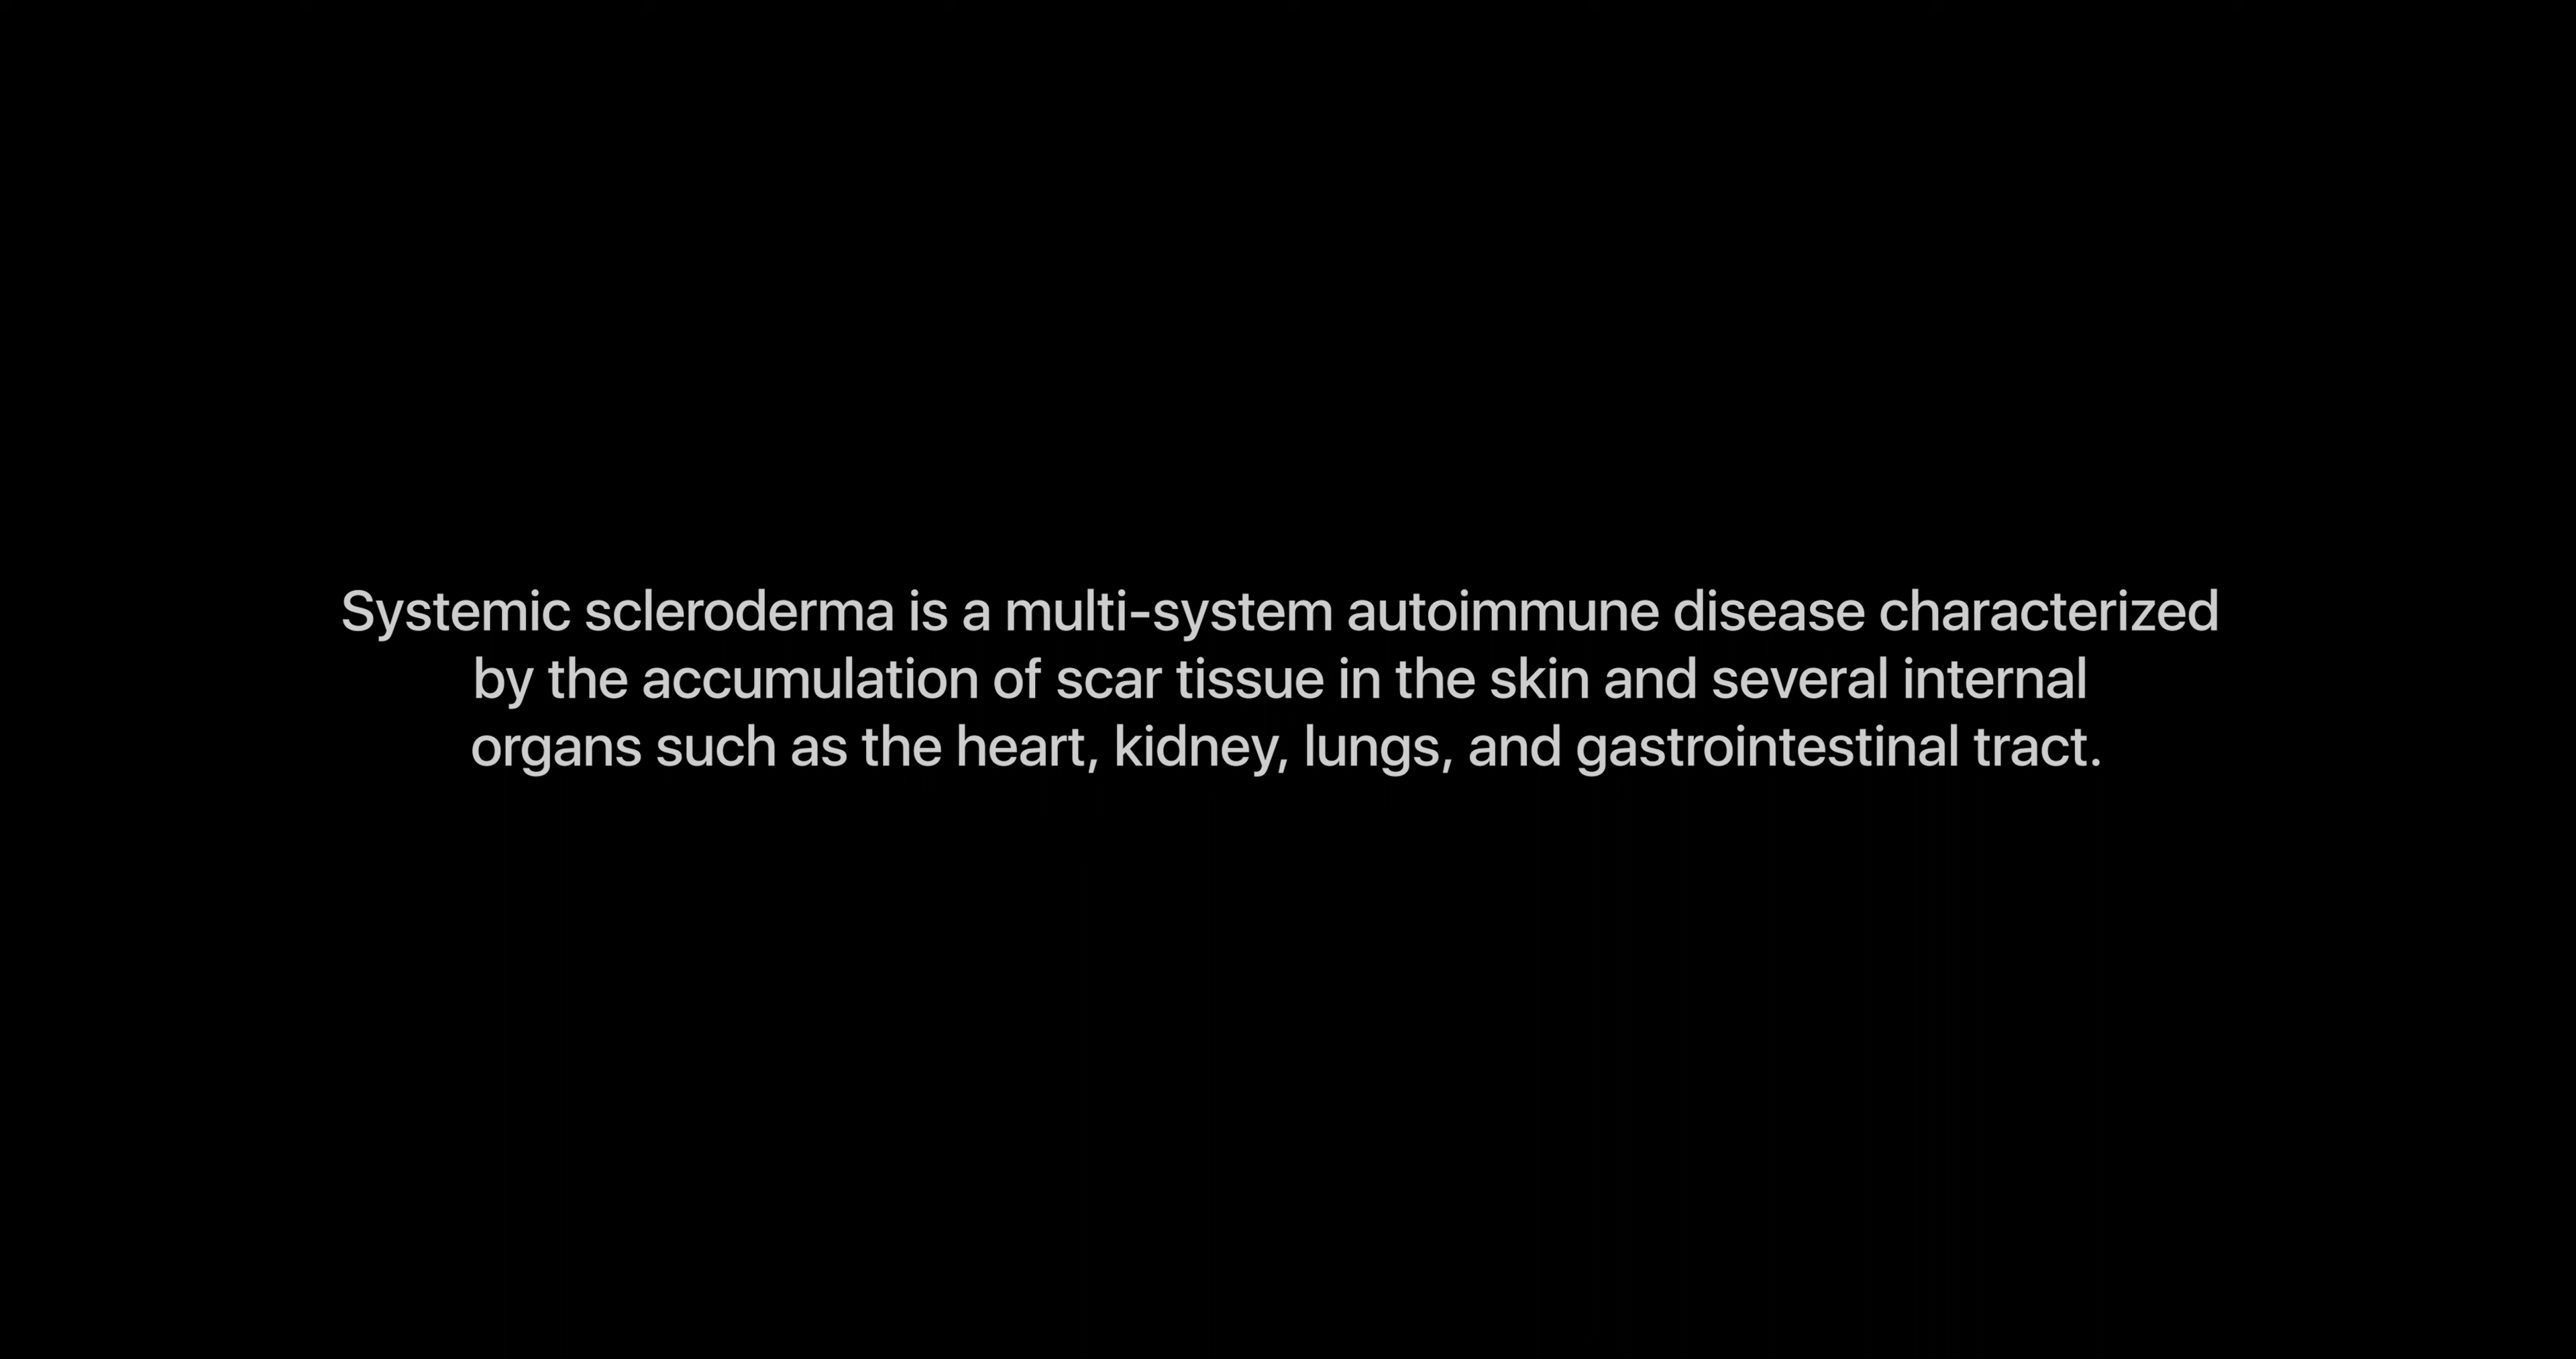 Systemic scleroderma is a multi-system autoimmune disease characterized
by the accumulation of scar tissue in the skin and several internal
organs such as the heart, kidney, lungs, and gastrointestinal tract.